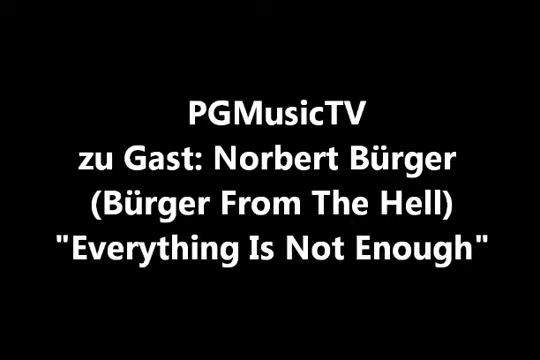 PGMusicTV
zu Gast: Norbert Bürger
(Bürger From The Hell)
"Everything Is Not Enough"